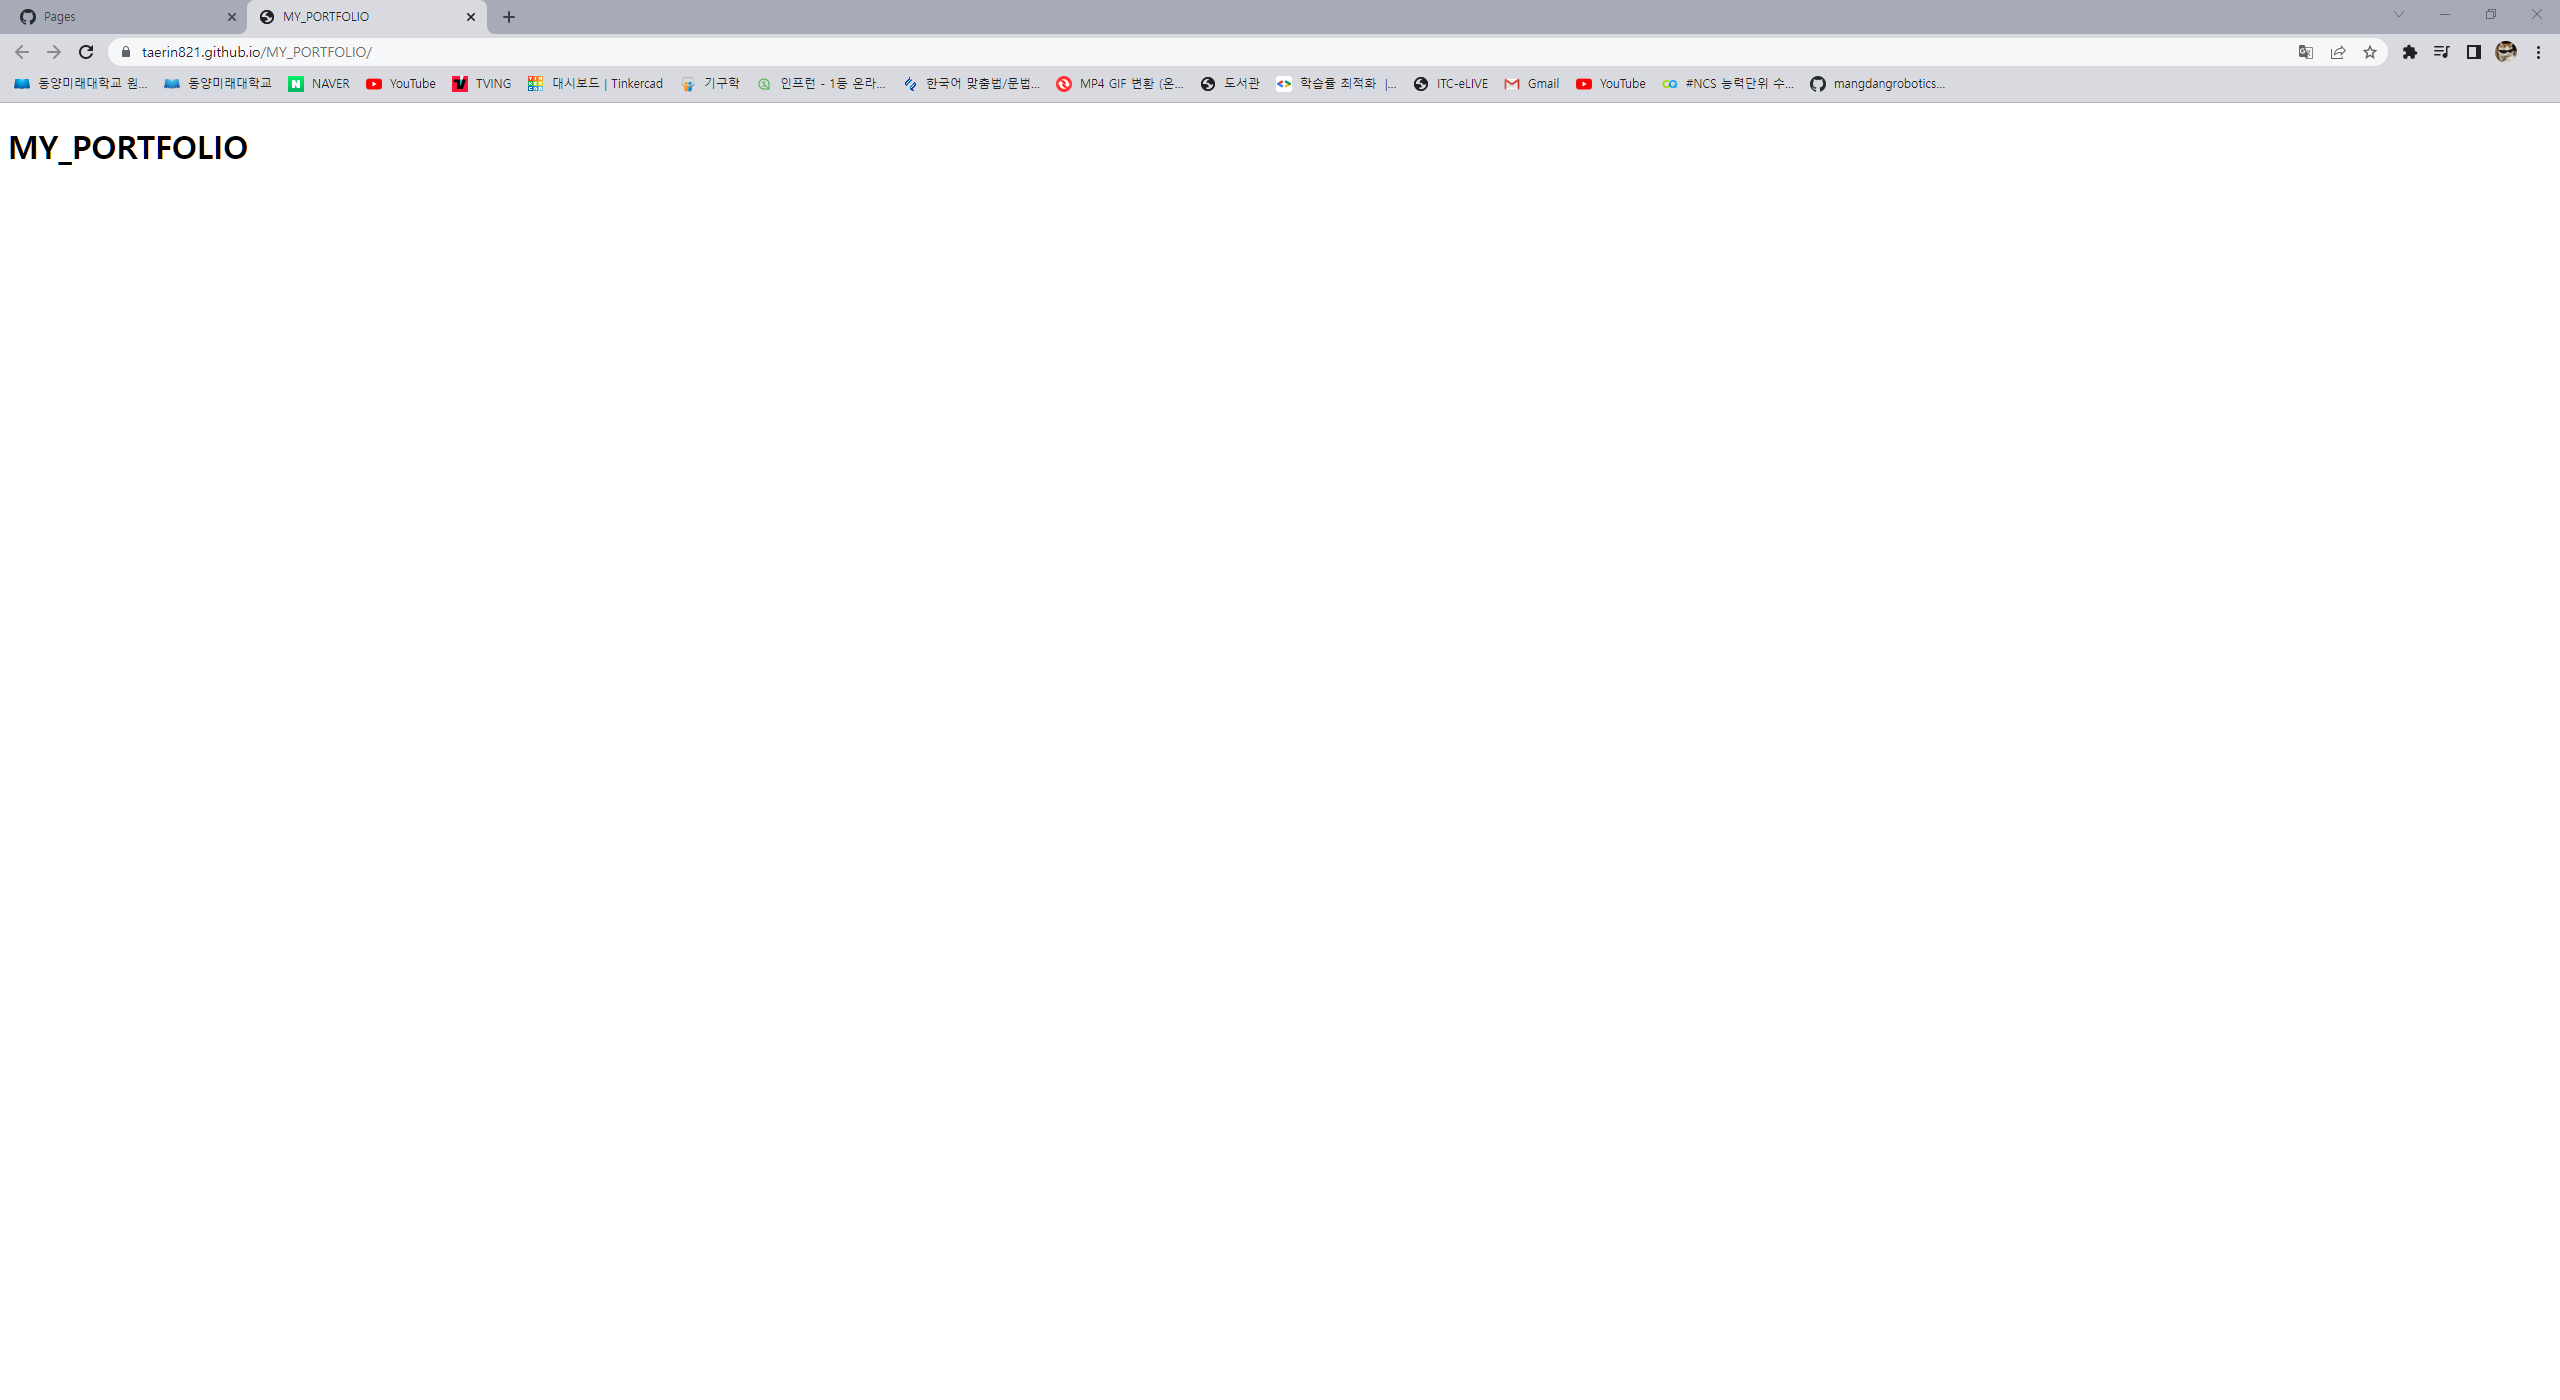 Pages
MY_PORTFOLIO
taerin821.github.io/MY_PORTFOLIO/
동양미래대학교 원...
동양미래대학교
NAVER
YouTube
TVING
대시보드 | Tinkercad
기구학
인프런 - 1등 온라...
한국어 맞춤법/문법...
MP4 GIF 변환 (온...
도서관
학습률 최적화 |...
ITC-eLIVE
Gmail
YouTube
#NCS 능력단위 수...
mangdangrobotics...
MY_PORTFOLIO